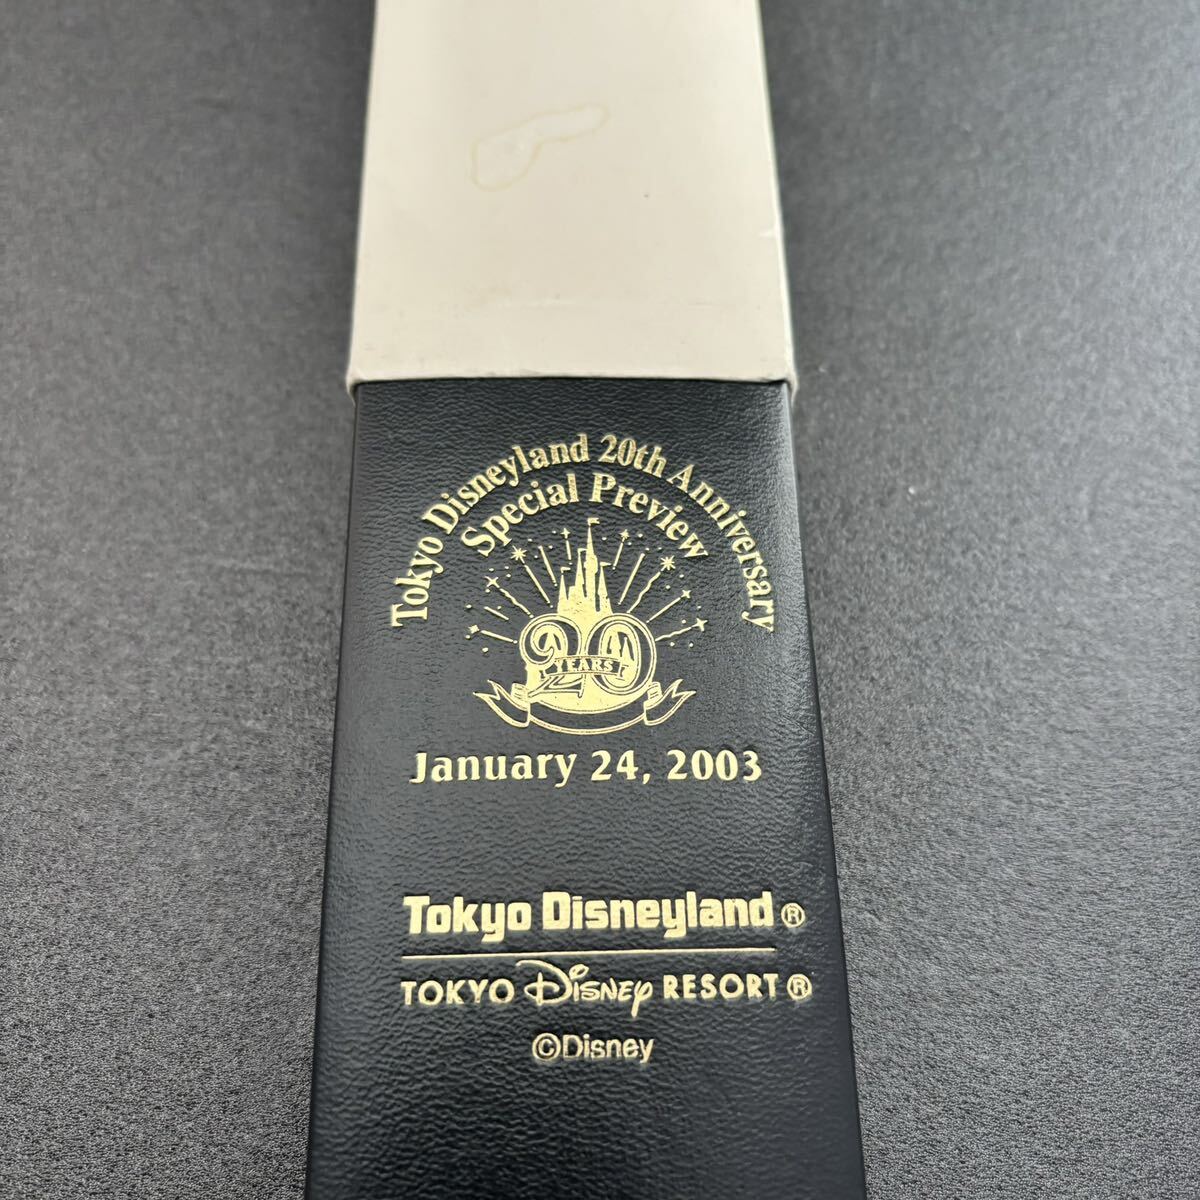 Tokyo Disneyland 20th Anniversary
Special Preview
20
YEARS
January 24, 2003
Tokyo Disneyland®
TOKYO Disney RESORT®
©Disney